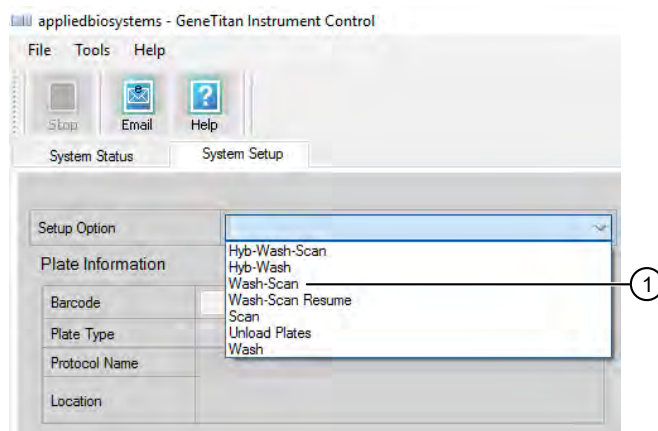 appliedbiosystems - GeneTitan Instrument Control
File Tools Help
Stop Email Help
System Status System Setup
Setup Option
Hyb-Wash-Scan
Hyb-Wash
Wash-Scan
Wash-Scan Resume
Scan
Unload Plates
Wash
1
Plate Information
Barcode
Plate Type
Protocol Name
Location